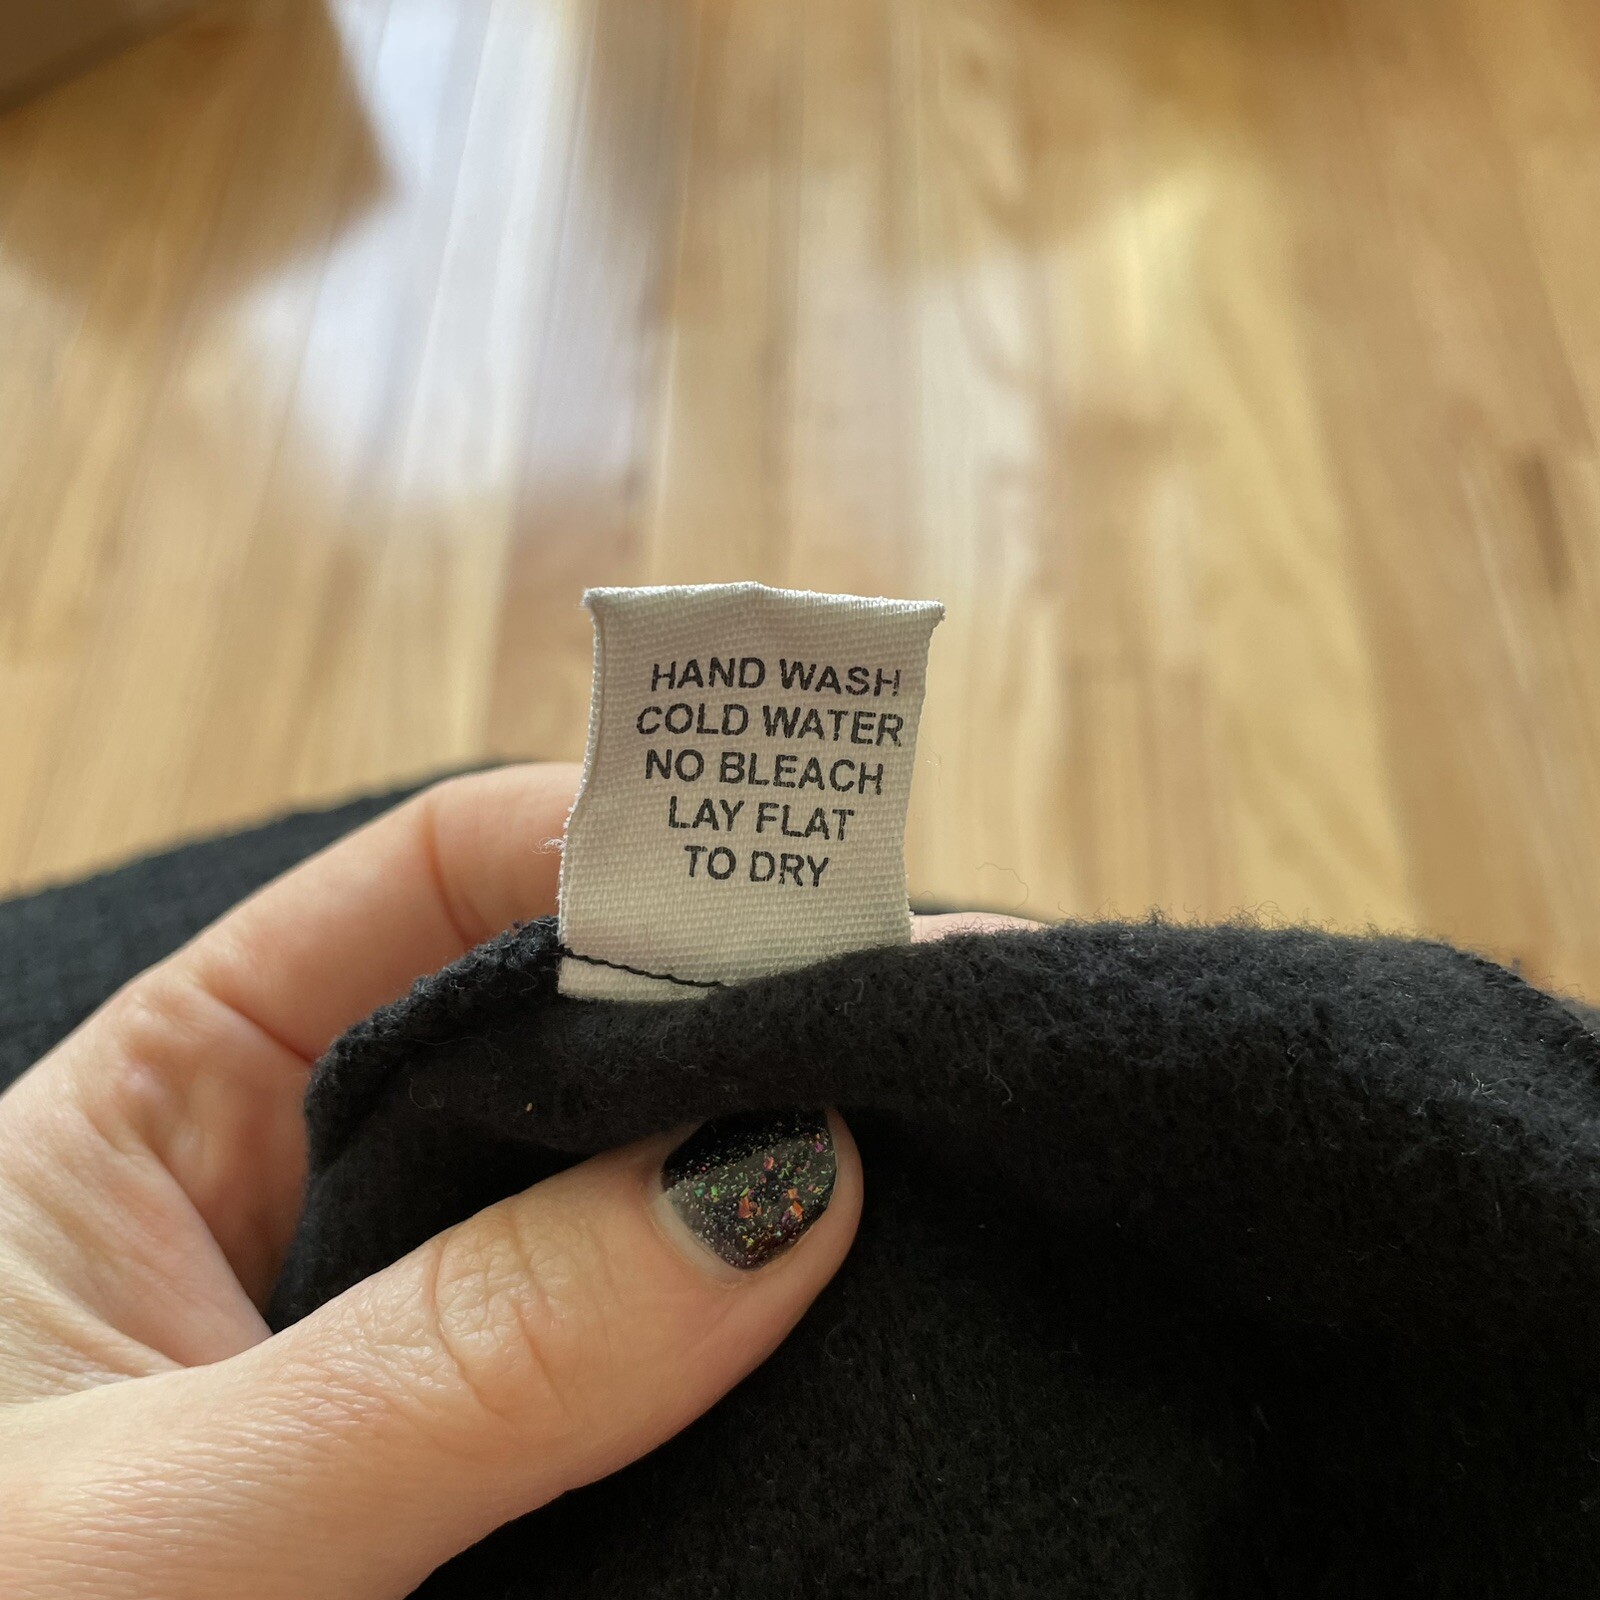 HAND WASH
COLD WATER
NO BLEACH
LAY FLAT
TO DRY